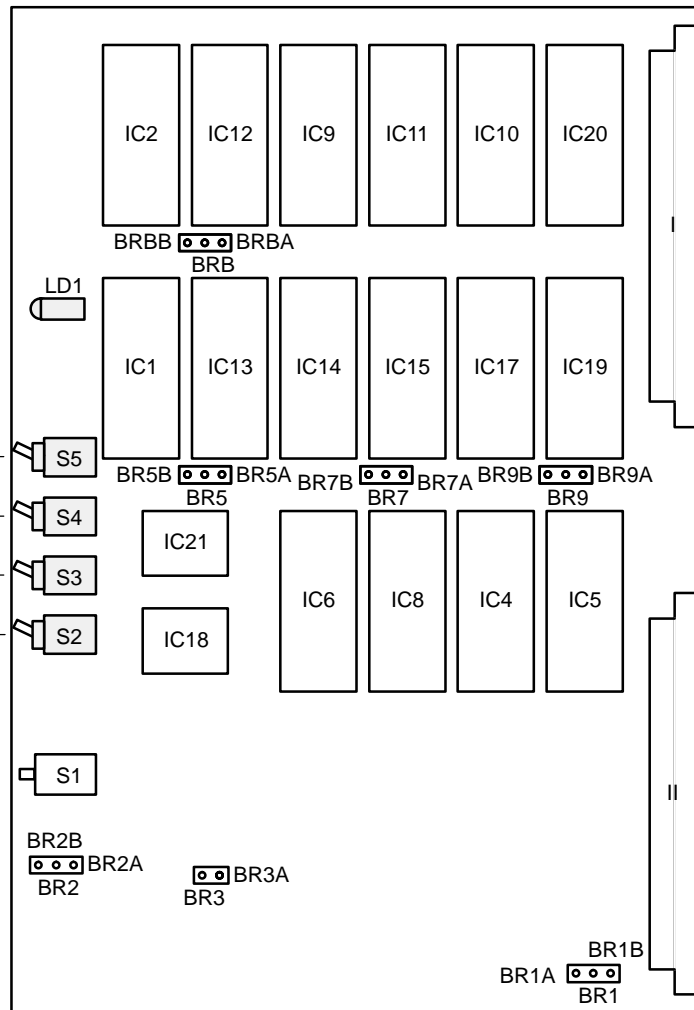 IC2 IC12 IC9 IC11 IC10 IC20
I
BRBB BRBA
BRB
LD1
IC1 IC13 IC14 IC15 IC17 IC19
S5
BR5B BR5A BR7B BR7A BR9B BR9A
BR5 BR7 BR9
S4
IC21
S3
IC6 IC8 IC4 IC5
S2
IC18
S1
II
BR2B
BR2A
BR2
BR3A
BR3
BR1B
BR1A
BR1